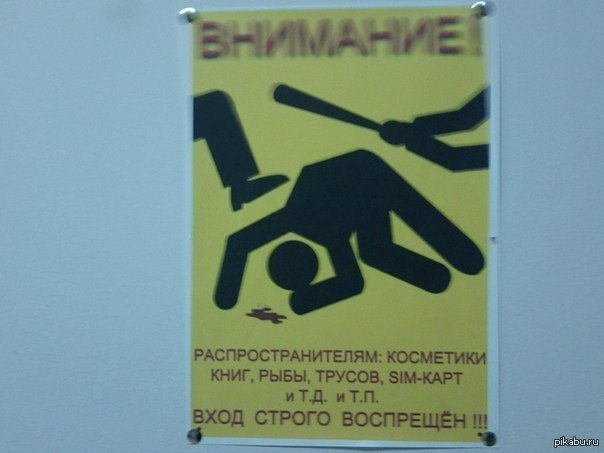 ВНИМАНИЕ!
РАСПРОСТРАНИТЕЛЯМ: КОСМЕТИКИ
КНИГ, РЫБЫ, ТРУСОВ, SIM-КАРТ
и Т.Д. и Т.П.
ВХОД СТРОГО ВОСПРЕЩЁН !!!
pikabu.ru